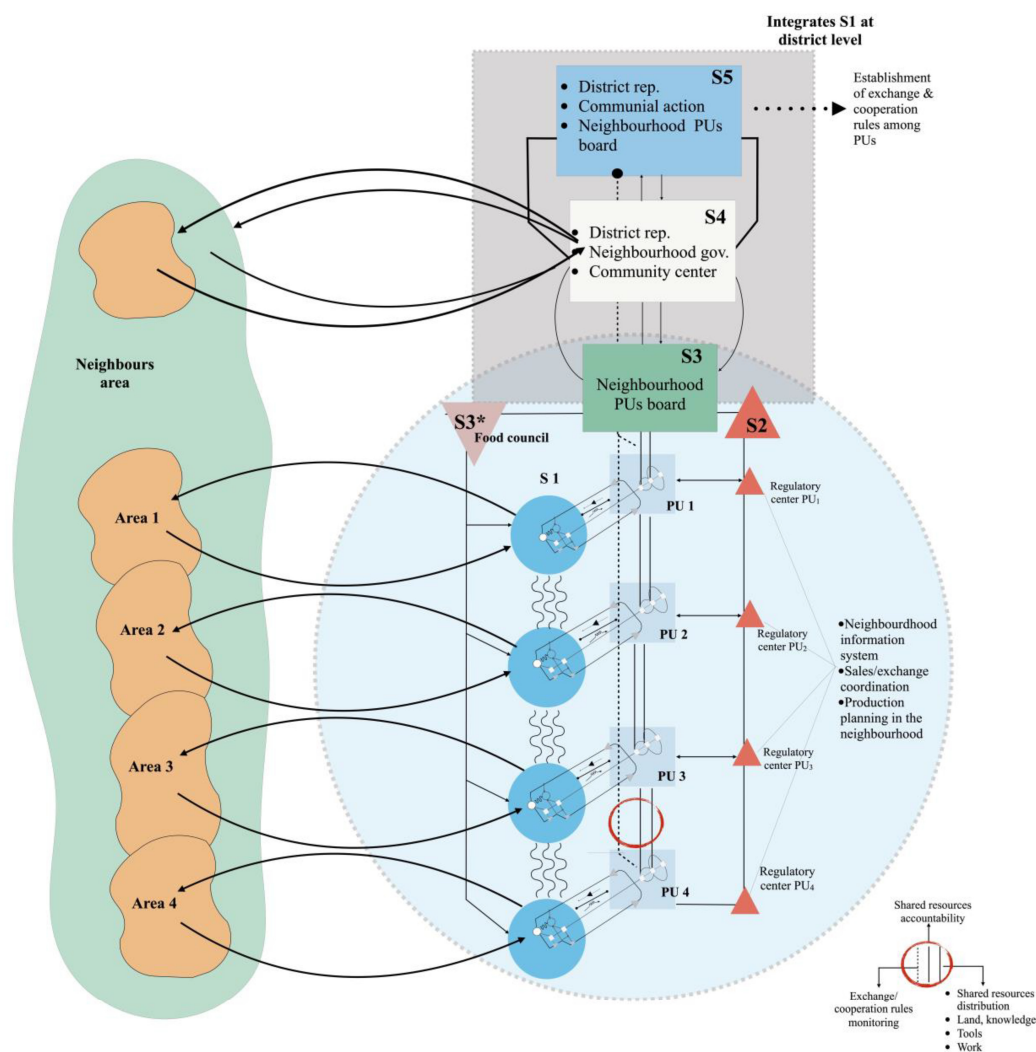 Integrates S1 at
district level
S5
• District rep.
• Communial action
• Neighbourhood PUs
board
Establishment
of exchange &
cooperation
rules among
PUs
S4
• District rep.
• Neighbourhood gov.
• Community center
Neighbours
area
S3
Neighbourhood
PUs board
S3*
Food council
S2
S 1
PU 1
Regulatory
center PU₁
Area 1
PU 2
Regulatory
center PU₂
Area 2
•Neighbourdhood
information
system
•Sales/exchange
coordination
•Production
planning in the
neighbourhood
PU 3
Regulatory
center PU₃
Area 3
PU 4
Regulatory
center PU₄
Area 4
Shared resources
accountability
Exchange/
cooperation rules
monitoring
• Shared resources
distribution
• Land, knowledge
• Tools
• Work